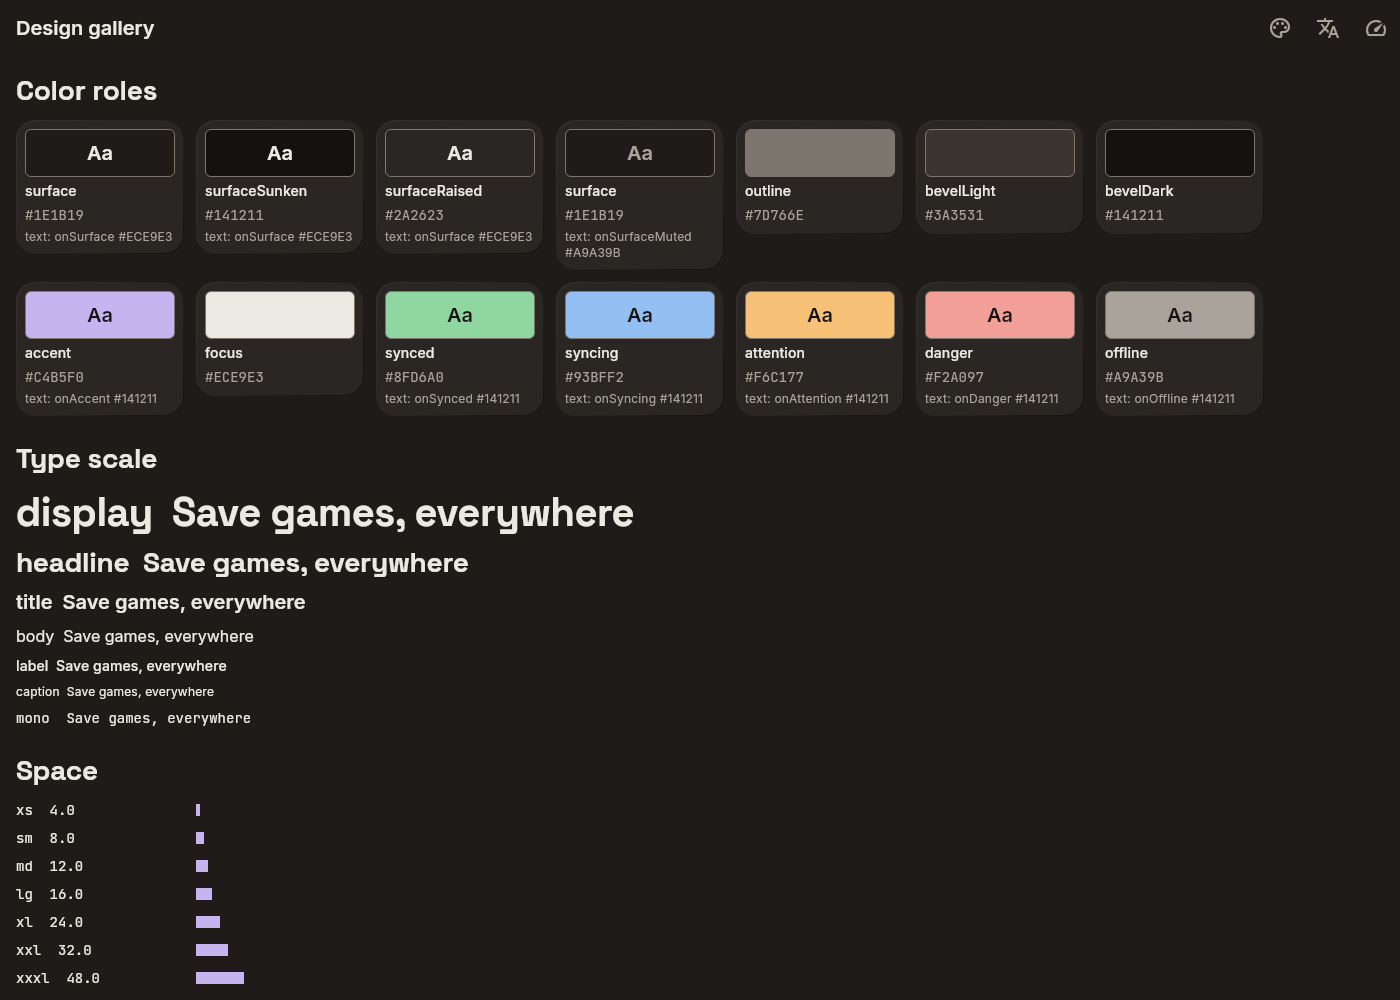 Design gallery
Color roles
Aa Aa Aa Aa
surface surfaceSunken surfaceRaised surface outline bevelLight bevelDark
#1E1B19 #141211 #2A2623 #1E1B19 #7D766E #3A3531 #141211
text: onSurface #ECE9E3 text: onSurface #ECE9E3 text: onSurface #ECE9E3 text: onSurfaceMuted
#A9A39B
Aa Aa Aa Aa Aa Aa
accent focus synced syncing attention danger offline
#C4B5F0 #ECE9E3 #8FD6A0 #93BFF2 #F6C177 #F2A097 #A9A39B
text: onAccent #141211 text: onSynced #141211 text: onSyncing #141211 text: onAttention #141211 text: onDanger #141211 text: onOffline #141211
Type scale
display Save games, everywhere
headline Save games, everywhere
title Save games, everywhere
body Save games, everywhere
label Save games, everywhere
caption Save games, everywhere
mono Save games, everywhere
Space
xs 4.0
sm 8.0
md 12.0
lg 16.0
xl 24.0
xxl 32.0
xxxl 48.0